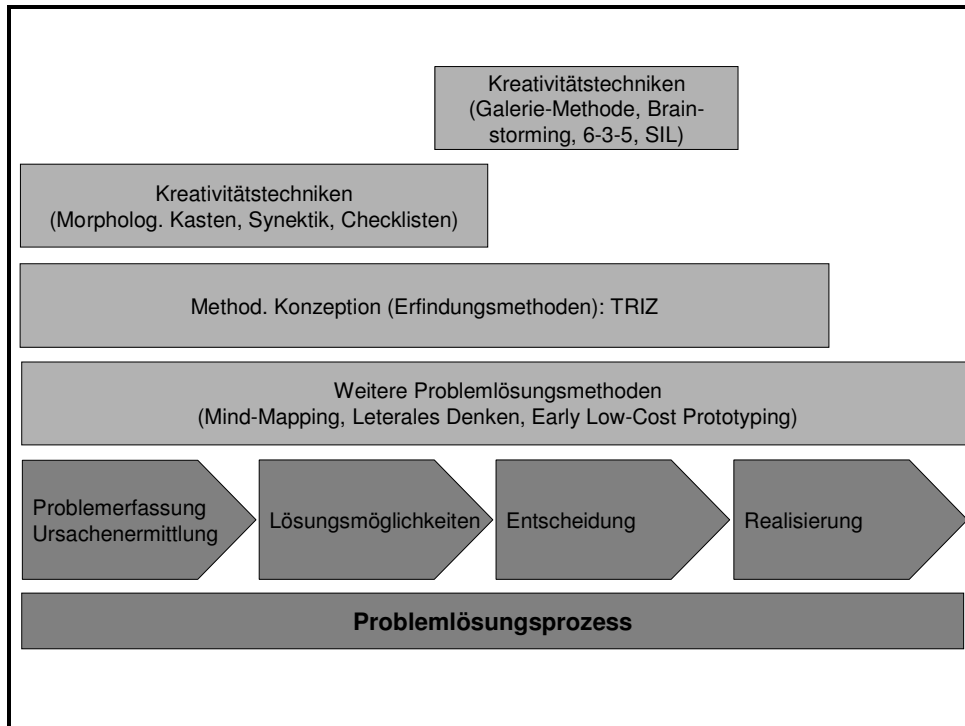 Kreativitätstechniken
(Galerie-Methode, Brain-
storming, 6-3-5, SIL)
Kreativitätstechniken
(Morpholog. Kasten, Synektik, Checklisten)
Method. Konzeption (Erfindungsmethoden): TRIZ
Weitere Problemlösungsmethoden
(Mind-Mapping, Leterales Denken, Early Low-Cost Prototyping)
Problemerfassung
Ursachenermittlung
Lösungsmöglichkeiten
Entscheidung
Realisierung
Problemlösungsprozess